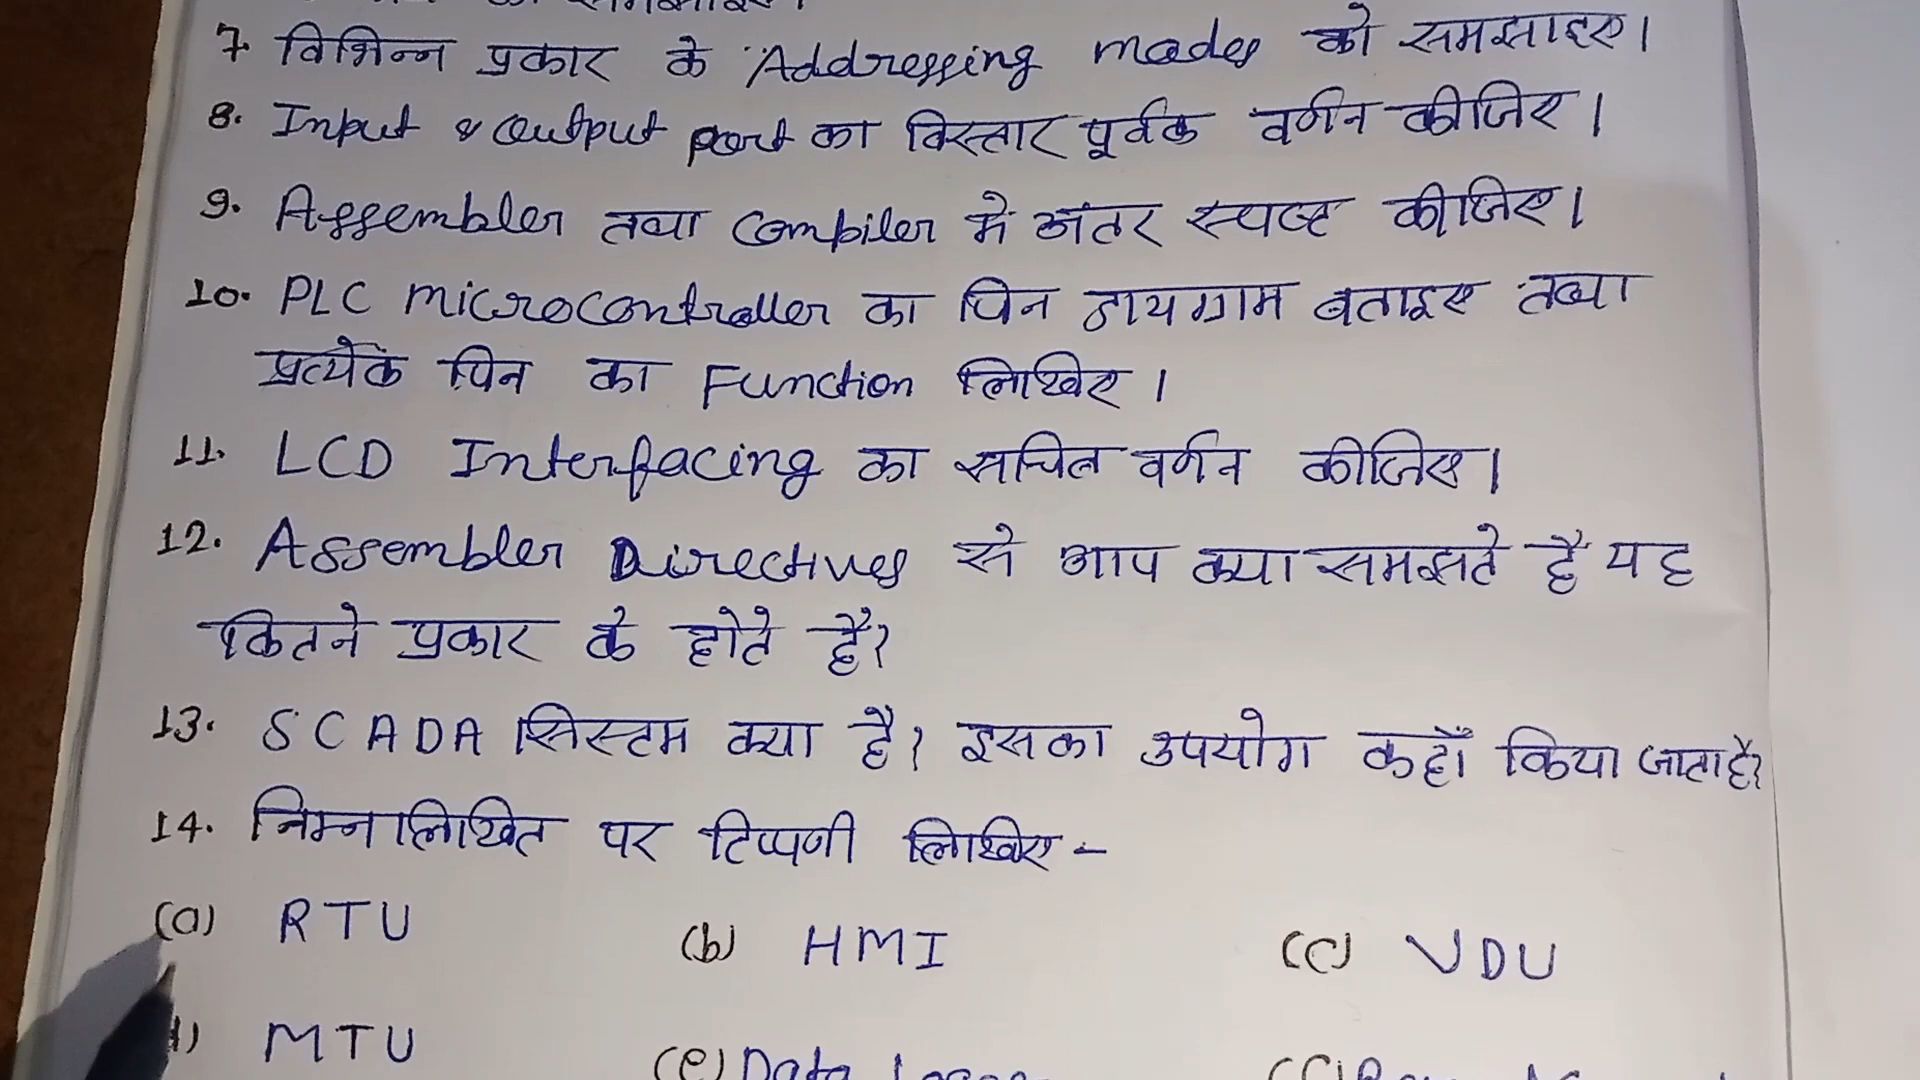 7. विभिन्न प्रकार के Addressing modes को समझाइए।
8. Input & Output port का विस्तार पूर्वक वर्णन कीजिए।
9. Assembler तथा Compiler मे अंतर स्पष्ट कीजिए।
10. PLC microcontroller का पिन डायग्राम बताइए तथा
प्रत्येक पिन का Function लिखिए।
11. LCD Interfacing का सचित्र वर्णन कीजिए।
12. Assembler Directives से आप क्या समझते हैं यह
कितने प्रकार के होते हैं?
13. SCADA सिस्टम क्या है? इसका उपयोग कहाँ किया जाता है?
14. निम्नलिखित पर टिप्पणी लिखिए -
(a) RTU (b) HMI (c) VDU
MTU (e) Data